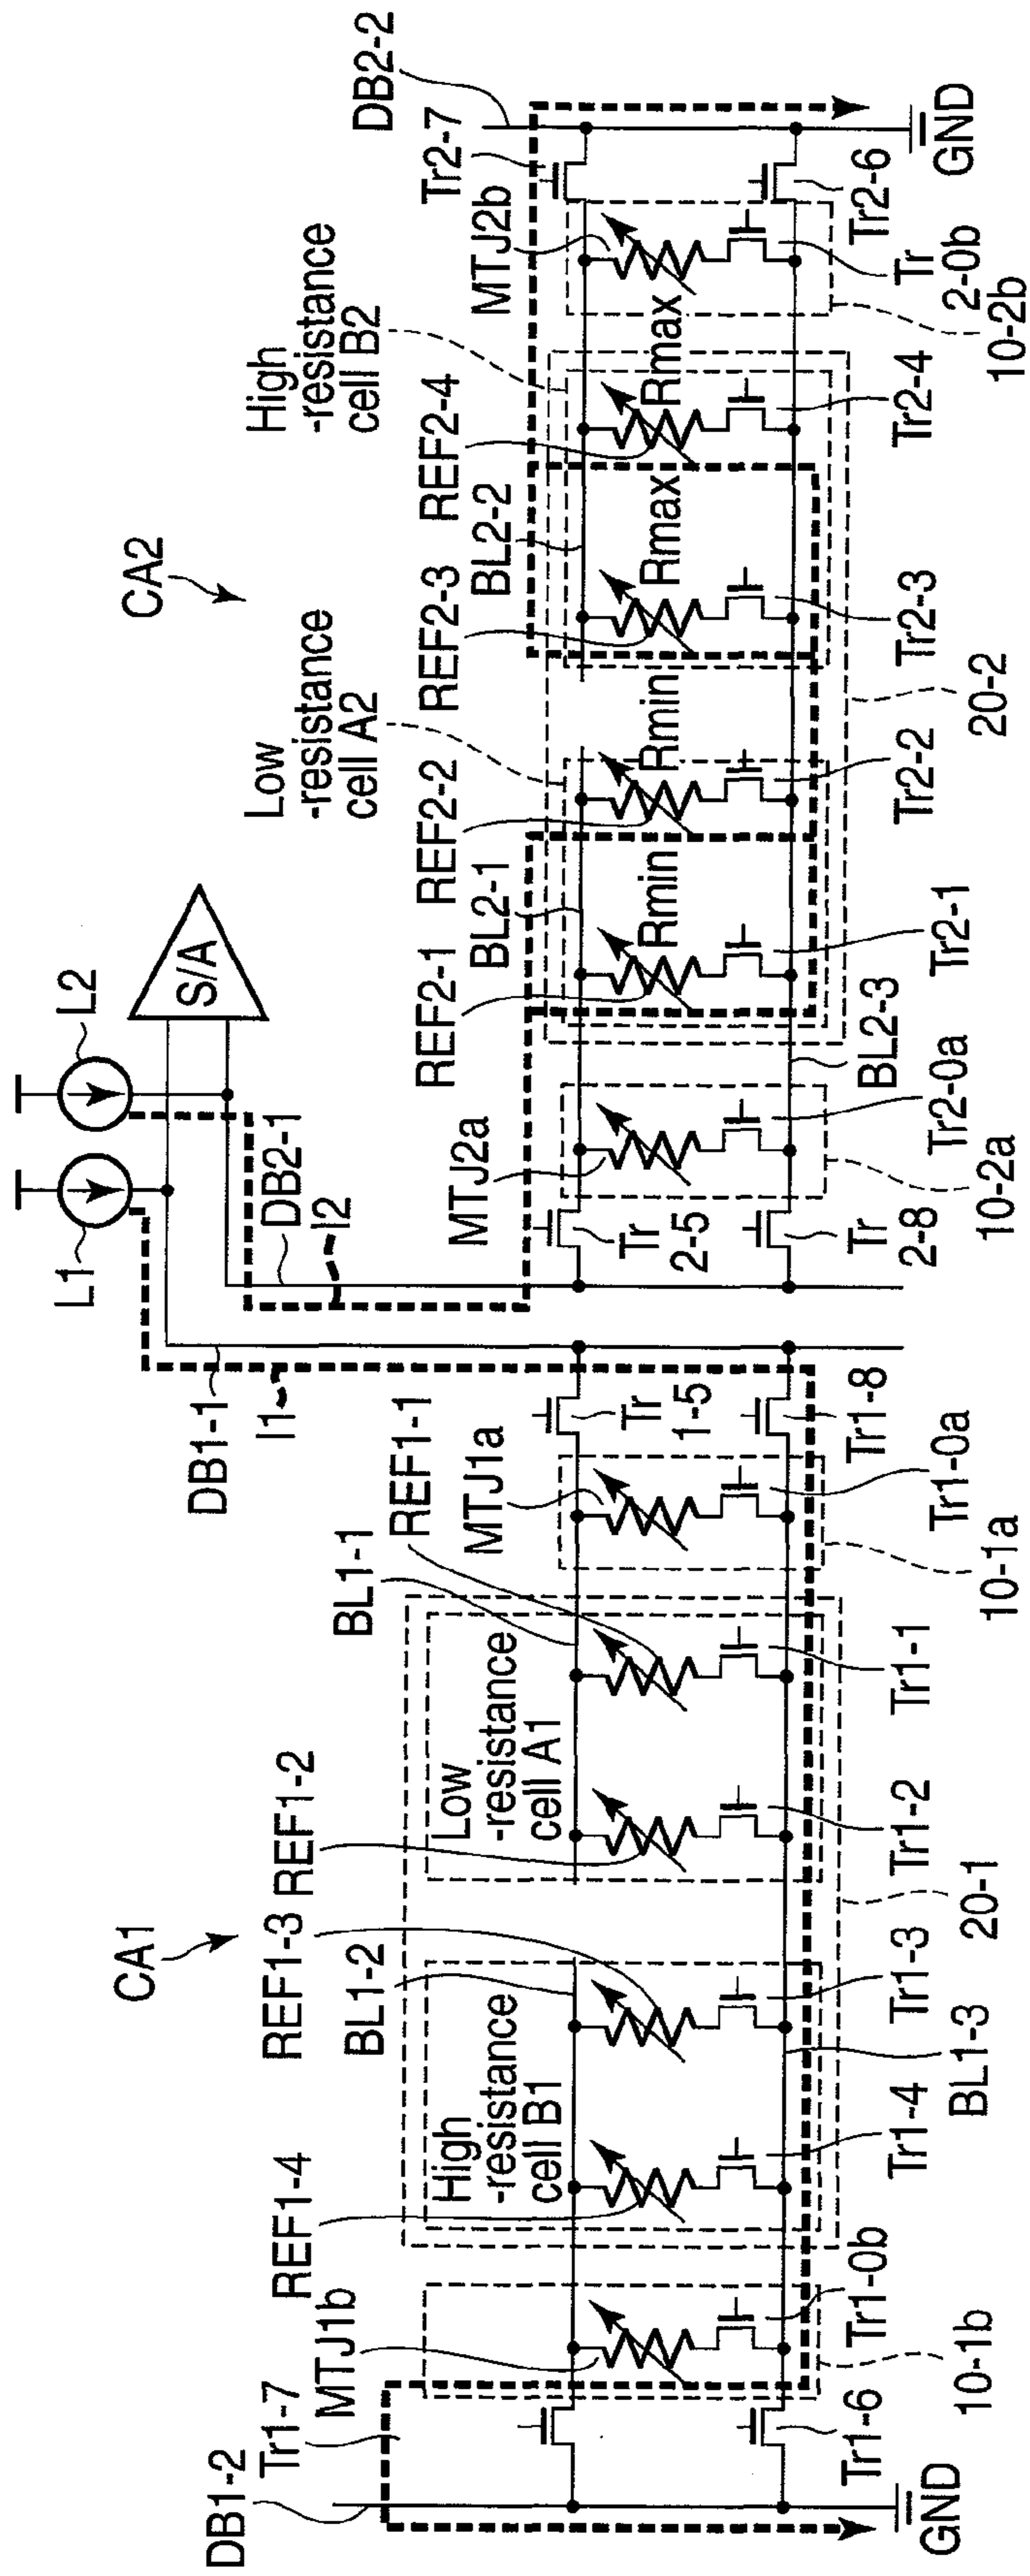 L1
L2
S/A
CA1
CA2
DB1-1
DB2-1
I1
I2
DB1-2
DB2-2
Tr1-7
MTJ1b
REF1-4
High
-resistance
cell B1
BL1-2
REF1-3
REF1-2
Low
-resistance
cell A1
BL1-1
REF1-1
MTJ1a
Tr
1-5
MTJ2a
Tr
2-5
REF2-1
Rmin
BL2-1
REF2-2
Rmin
Low
-resistance
cell A2
REF2-3
Rmax
BL2-2
REF2-4
Rmax
High
-resistance
cell B2
MTJ2b
Tr2-7
GND
Tr1-6
10-1b
Tr1-0b
Tr1-4
BL1-3
Tr1-3
20-1
Tr1-2
Tr1-1
10-1a
Tr1-0a
Tr1-8
Tr
2-8
10-2a
Tr2-0a
BL2-3
Tr2-1
Tr2-2
20-2
Tr2-3
Tr2-4
10-2b
Tr
2-0b
Tr2-6
GND